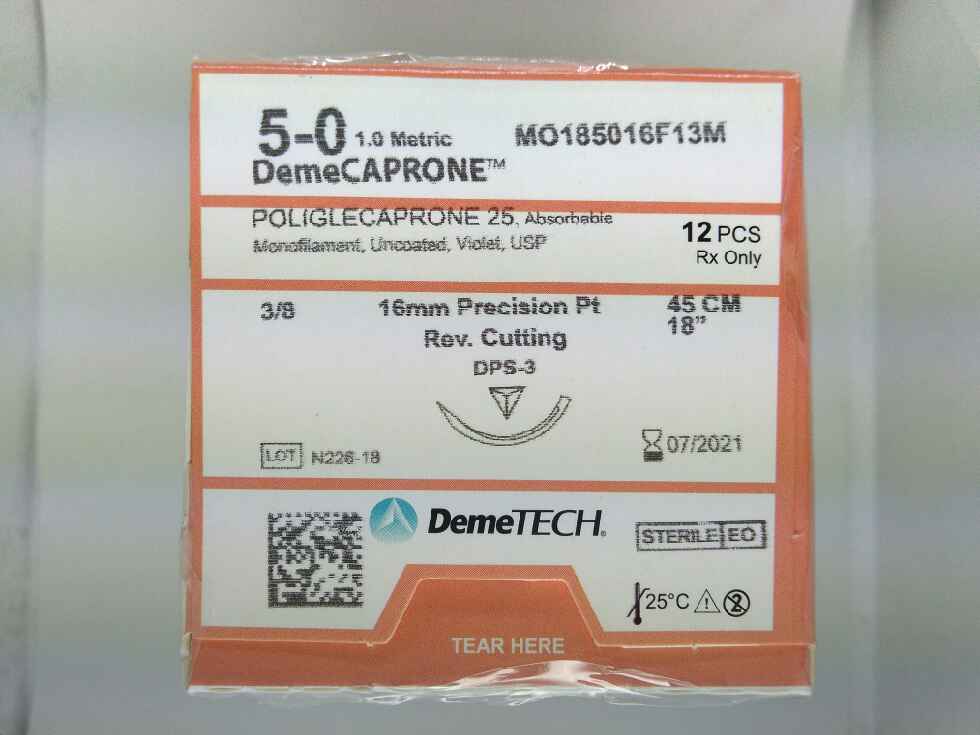 5-0 1.0 Metric MO185016F13M
DemeCAPRONE™
POLIGLECAPRONE 25, Absorbable
Monofilament, Uncoated, Violet, USP
12 PCS
Rx Only
3/8 16mm Precision Pt 45 CM
Rev. Cutting 18"
DPS-3
LOT N226-18 07/2021
DemeTECH®
STERILE EO
25°C
TEAR HERE